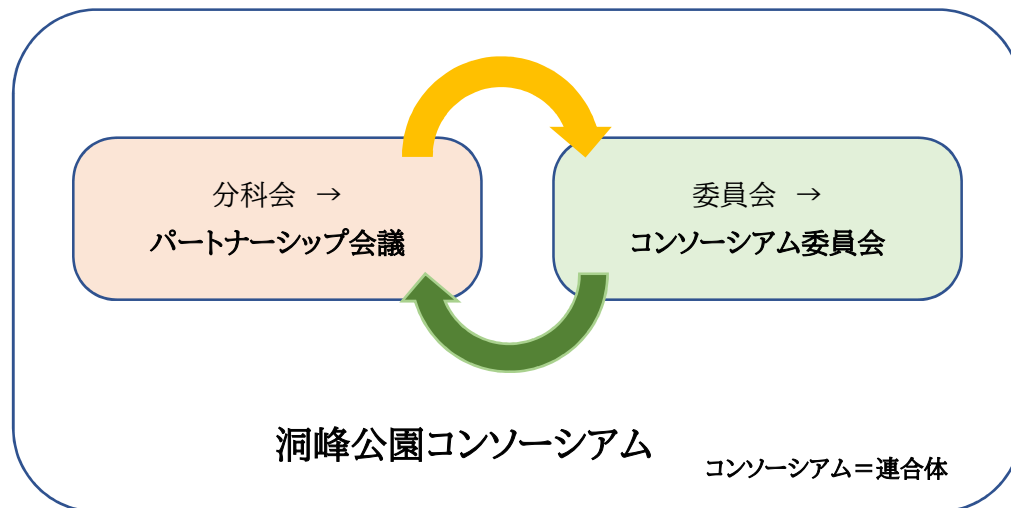 分科会 →
パートナーシップ会議
委員会 →
コンソーシアム委員会
洞峰公園コンソーシアム
コンソーシアム＝連合体